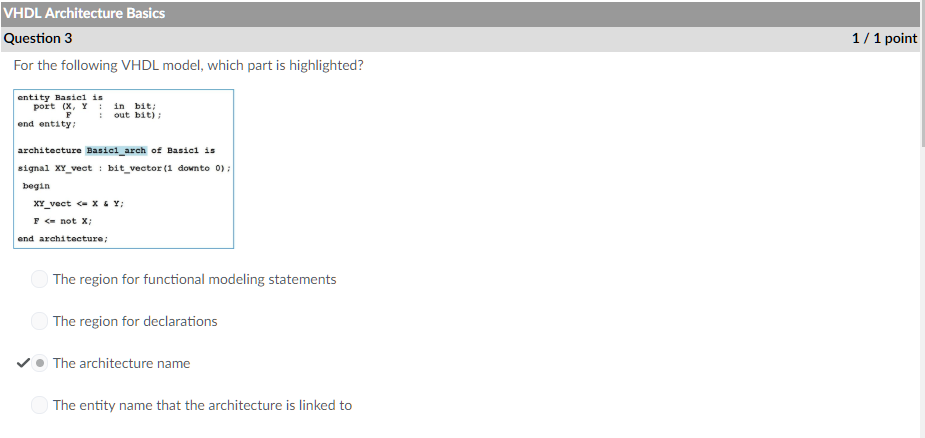 VHDL Architecture Basics
Question 3 1 / 1 point
For the following VHDL model, which part is highlighted?
entity Basic1 is
port (X, Y : in bit;
F : out bit);
end entity;
architecture Basic1_arch of Basic1 is
signal XY_vect : bit_vector(1 downto 0);
begin
XY_vect <= X & Y;
F <= not X;
end architecture;
The region for functional modeling statements
The region for declarations
The architecture name
The entity name that the architecture is linked to